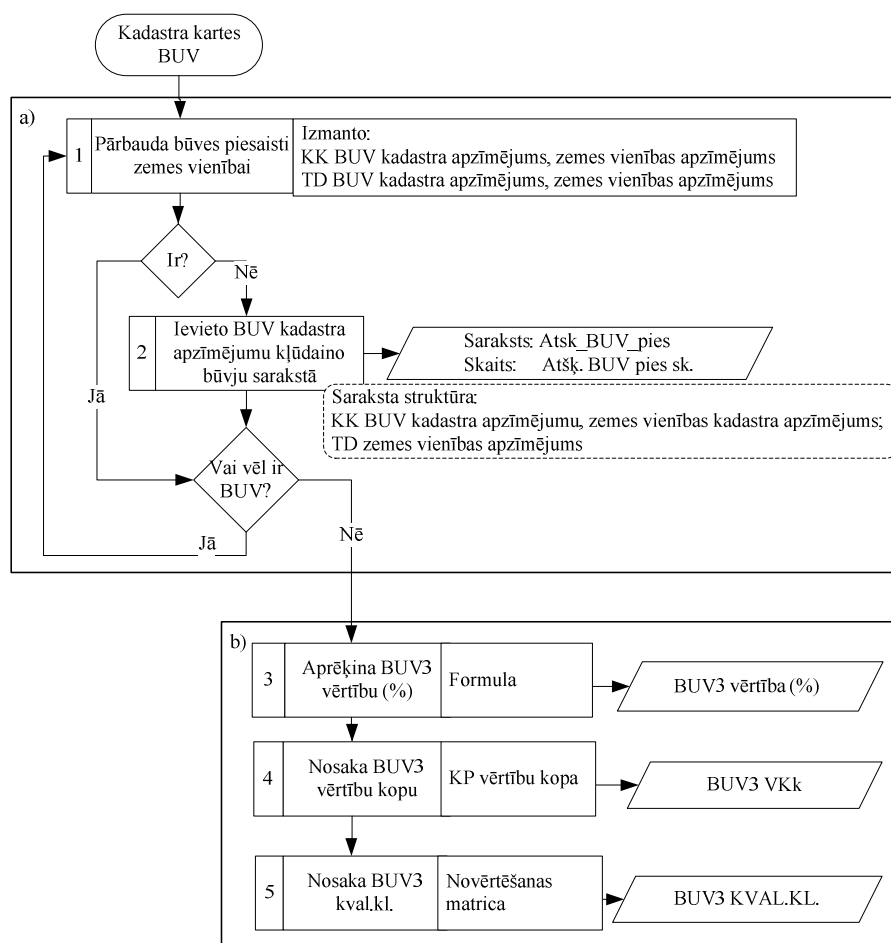 Kadastra kartes
BUV
a)
1
Pārbauda būves piesaisti
zemes vienībai
Izmanto:
KK BUV kadastra apzīmējums, zemes vienības apzīmējums
TD BUV kadastra apzīmējums, zemes vienības apzīmējums
Ir?
Nē
2
Ievieto BUV kadastra
apzīmējumu kļūdaino
būvju sarakstā
Saraksts: Atsk_BUV_pies
Skaits: Atšķ. BUV pies sk.
Jā
Saraksta struktūra:
KK BUV kadastra apzīmējumu, zemes vienības kadastra apzīmējums;
TD zemes vienības apzīmējums
Vai vēl ir
BUV?
Jā
Nē
b)
3
Aprēķina BUV3
vērtību (%)
Formula
BUV3 vērtība (%)
4
Nosaka BUV3
vērtību kopu
KP vērtību kopa
BUV3 VKk
5
Nosaka BUV3
kval.kl.
Novērtēšanas
matrica
BUV3 KVAL.KL.